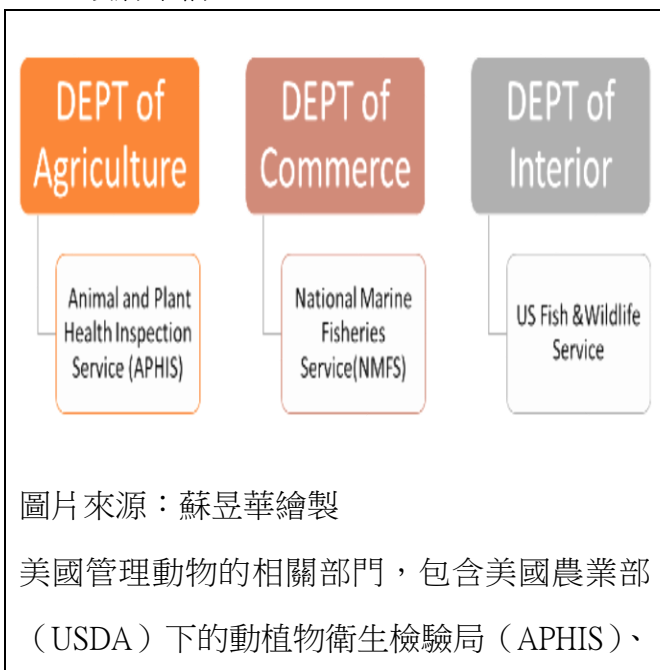 DEPT of
Agriculture
DEPT of
Commerce
DEPT of
Interior
Animal and Plant
Health Inspection
Service (APHIS)
National Marine
Fisheries
Service(NMFS)
US Fish &Wildlife
Service
圖片來源：蘇昱華繪製
美國管理動物的相關部門，包含美國農業部
（USDA）下的動植物衛生檢驗局（APHIS）、